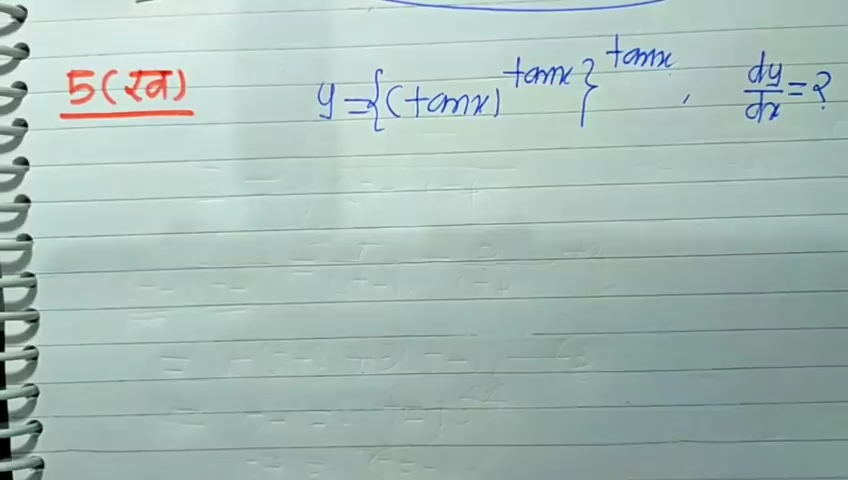 5(ख) y={(tanx)^tanx}^tanx , dy/dx=?